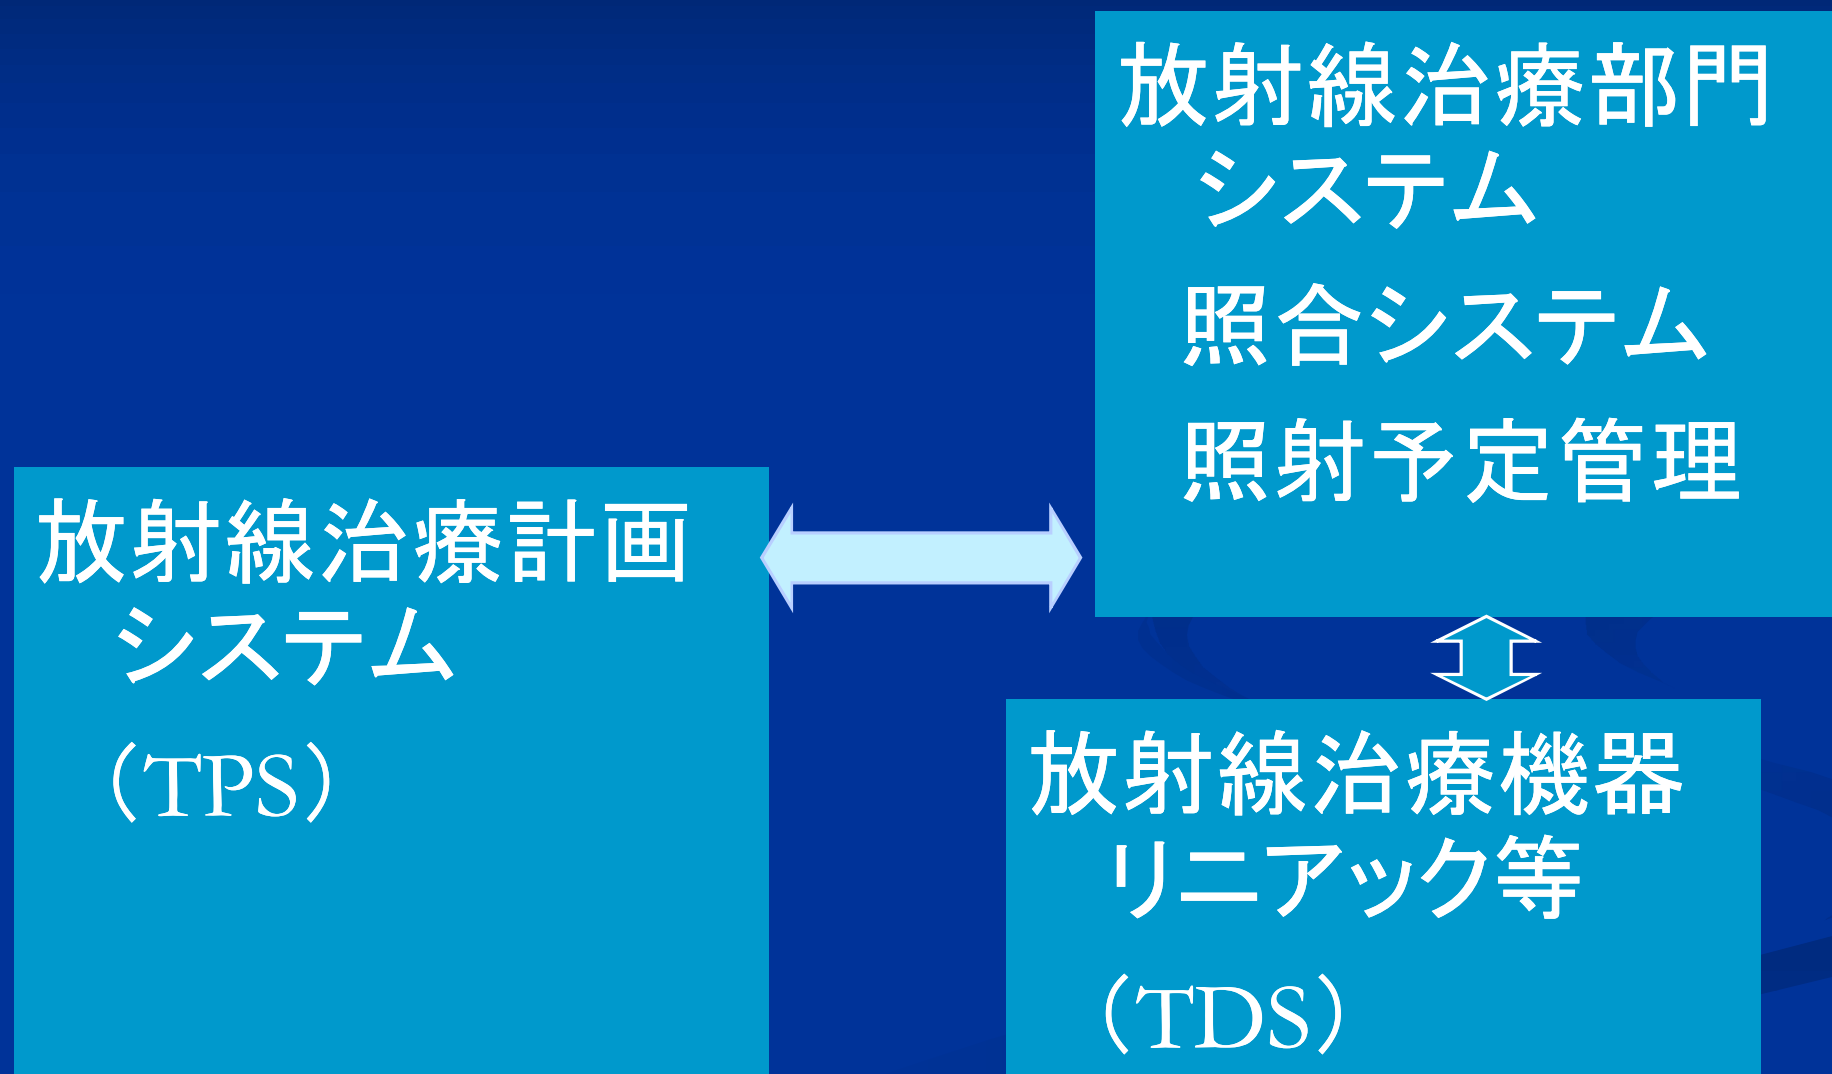 放射線治療部門
システム
照合システム
照射予定管理
放射線治療計画
システム
（TPS）
放射線治療機器
リニアック等
（TDS）